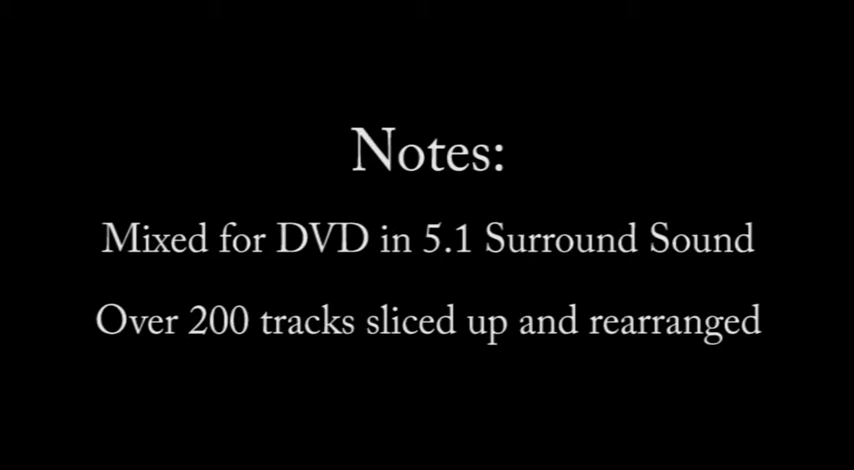 Notes:
Mixed for DVD in 5.1 Surround Sound
Over 200 tracks sliced up and rearranged